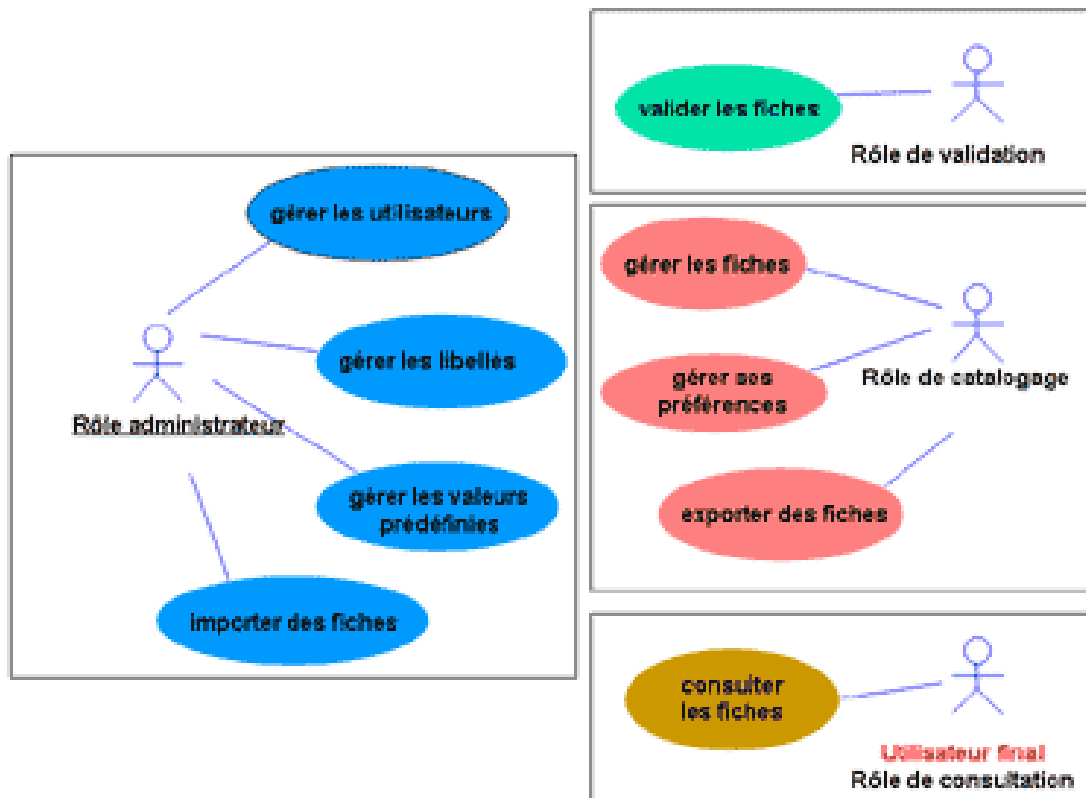 gérer les utilisateurs
gérer les libellés
Rôle administrateur
gérer les valeurs
prédéfinies
importer des fiches
valider les fiches
Rôle de validation
gérer les fiches
gérer ses
préférences
Rôle de catalogage
exporter des fiches
consulter
les fiches
Utilisateur final
Rôle de consultation